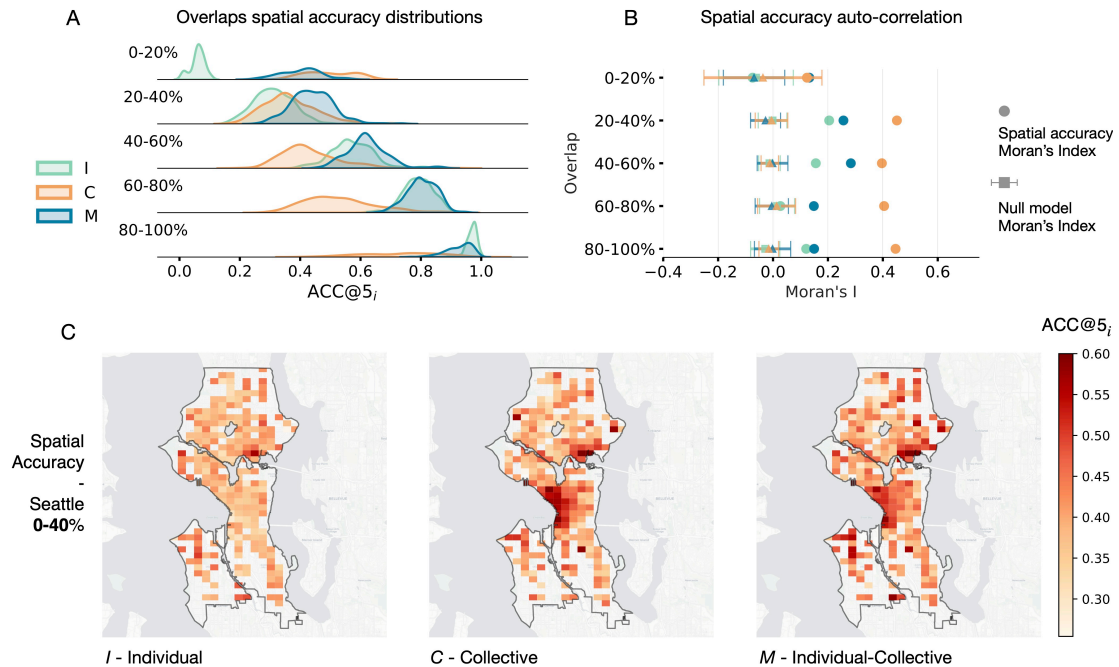 A
Overlaps spatial accuracy distributions
0-20%
20-40%
40-60%
60-80%
80-100%
I
C
M
0.0 0.2 0.4 0.6 0.8 1.0
ACC@5i
B
Spatial accuracy auto-correlation
Overlap
0-20%
20-40%
40-60%
60-80%
80-100%
−0.4 −0.2 0.0 0.2 0.4 0.6
Moran's I
Spatial accuracy
Moran's Index
Null model
Moran's Index
C
Spatial
Accuracy
-
Seattle
0-40%
I - Individual
C - Collective
M - Individual-Collective
ACC@5i
0.60
0.55
0.50
0.45
0.40
0.35
0.30